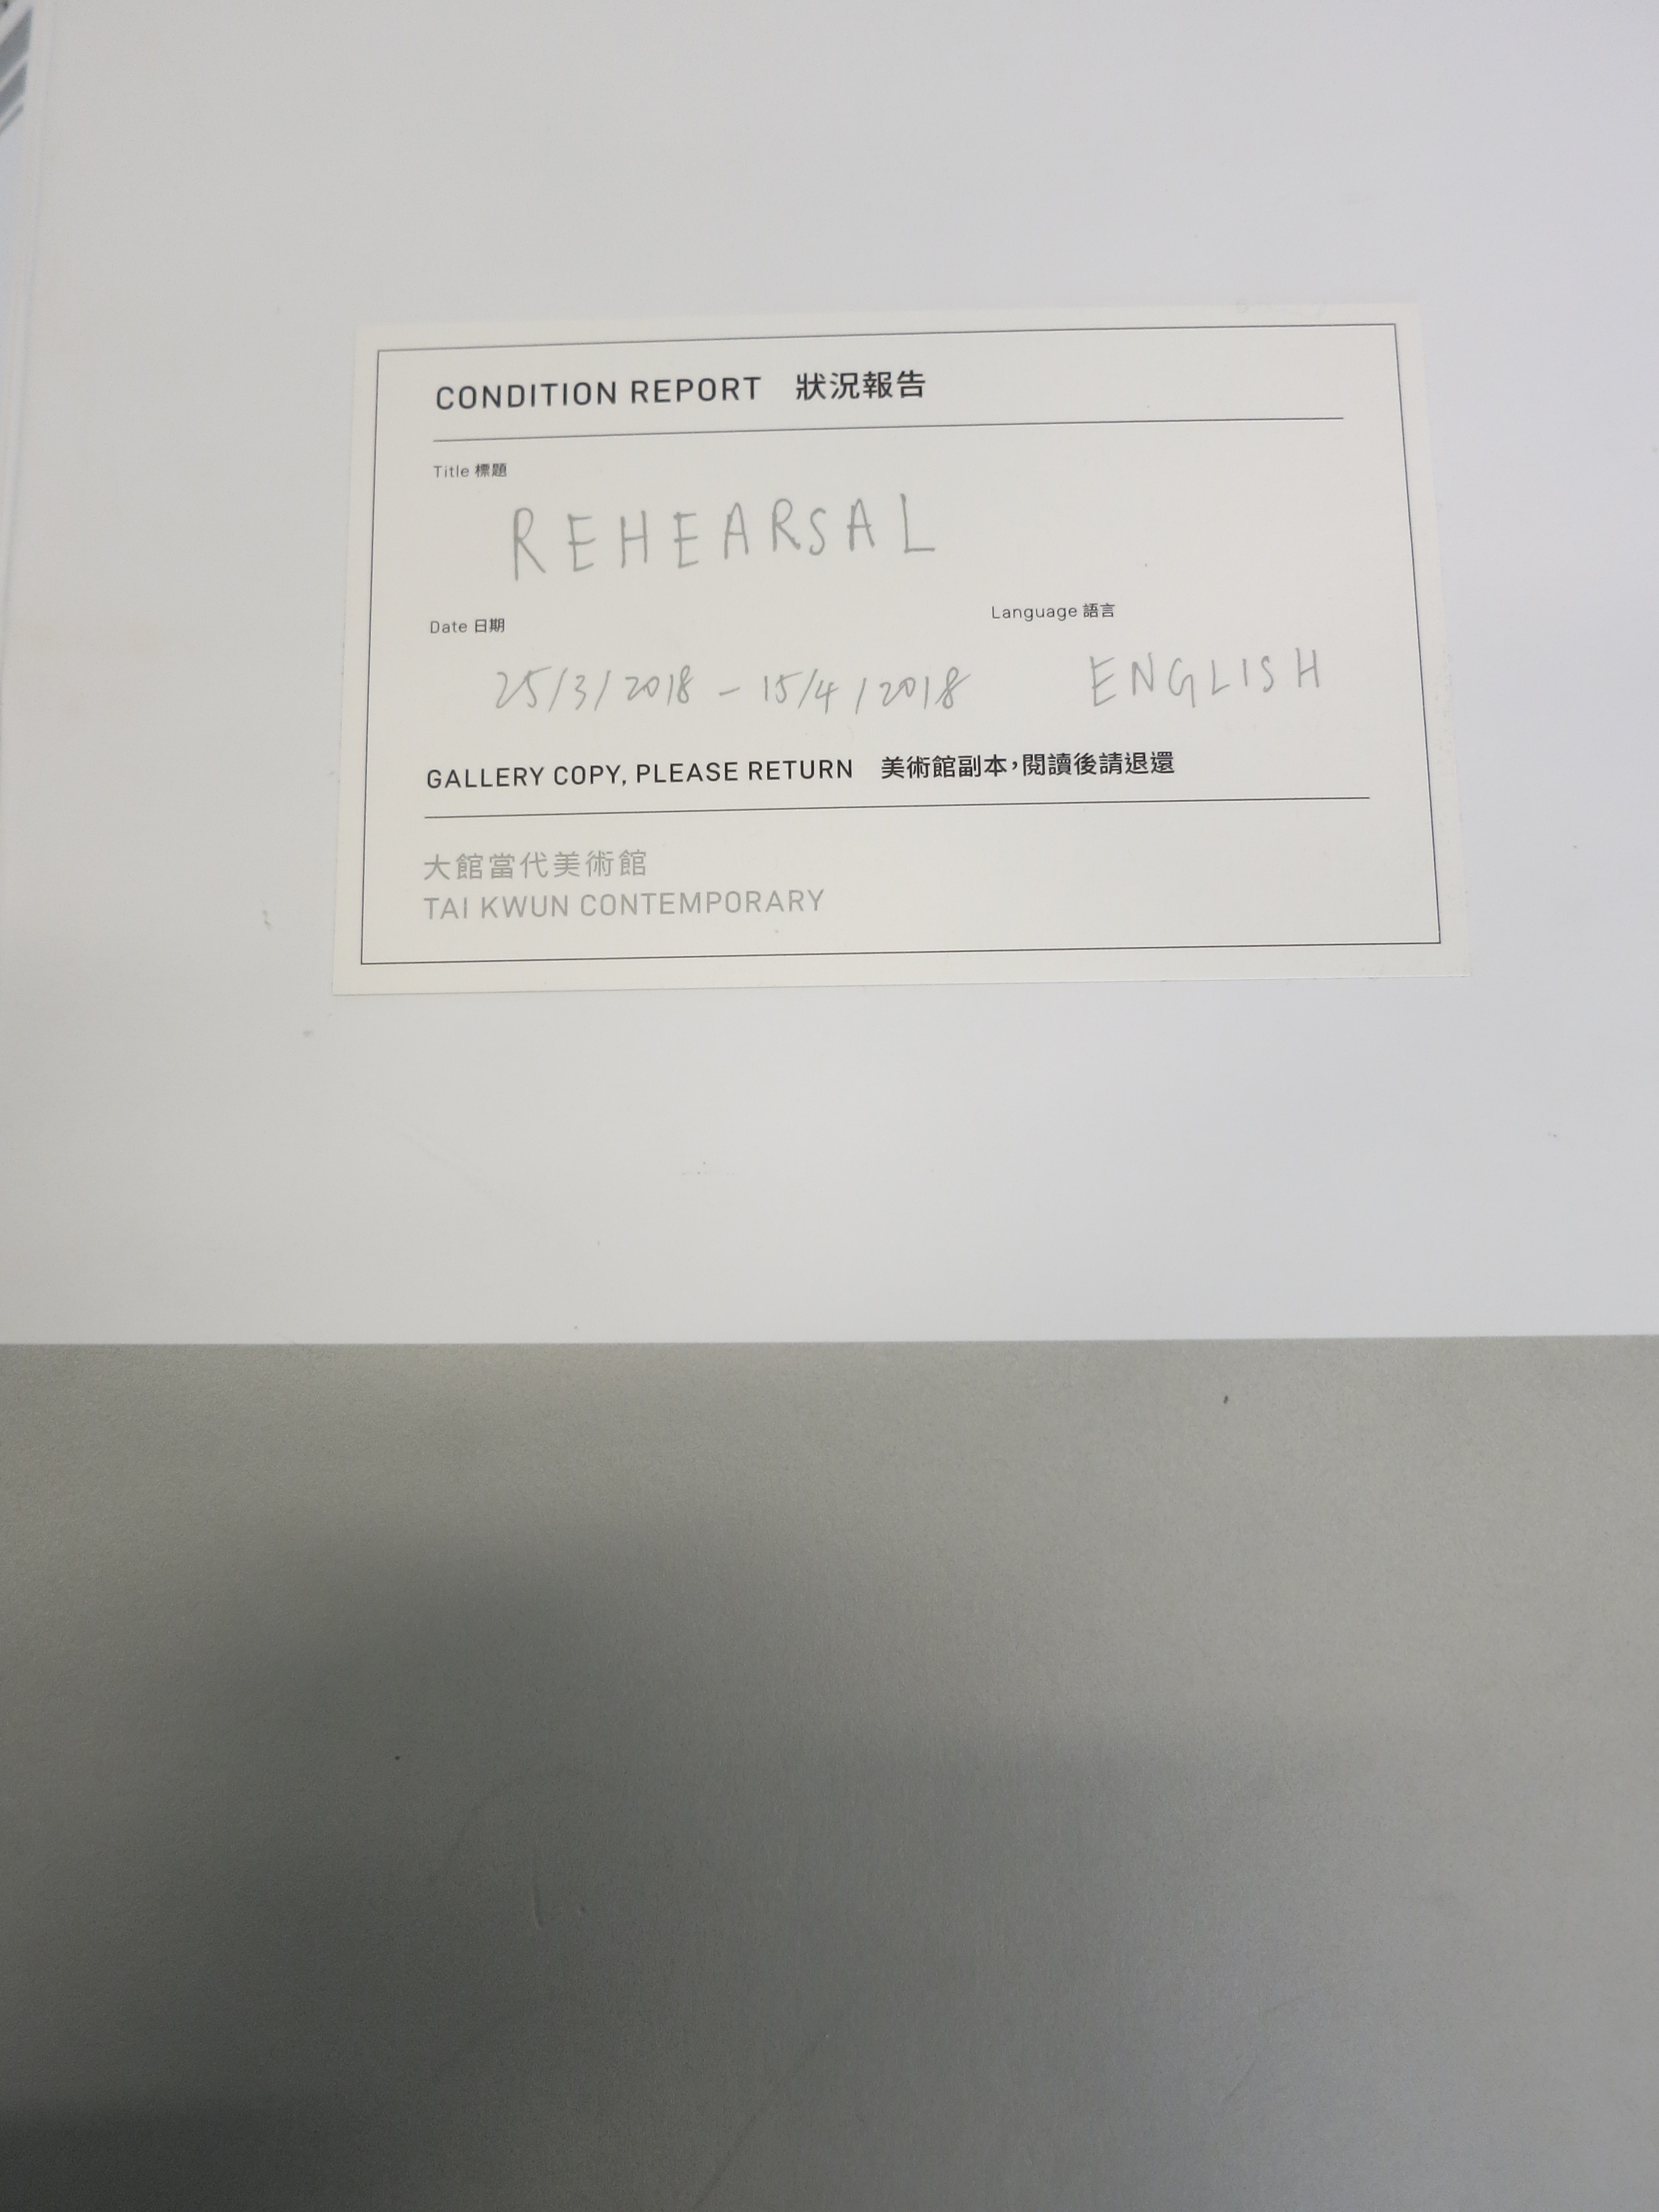 CONDITION REPORT 狀況報告
Title 標題
REHEARSAL
Date 日期 Language 語言
25/3/2018 – 15/4/2018 ENGLISH
GALLERY COPY, PLEASE RETURN 美術館副本，閱讀後請退還
大館當代美術館
TAI KWUN CONTEMPORARY